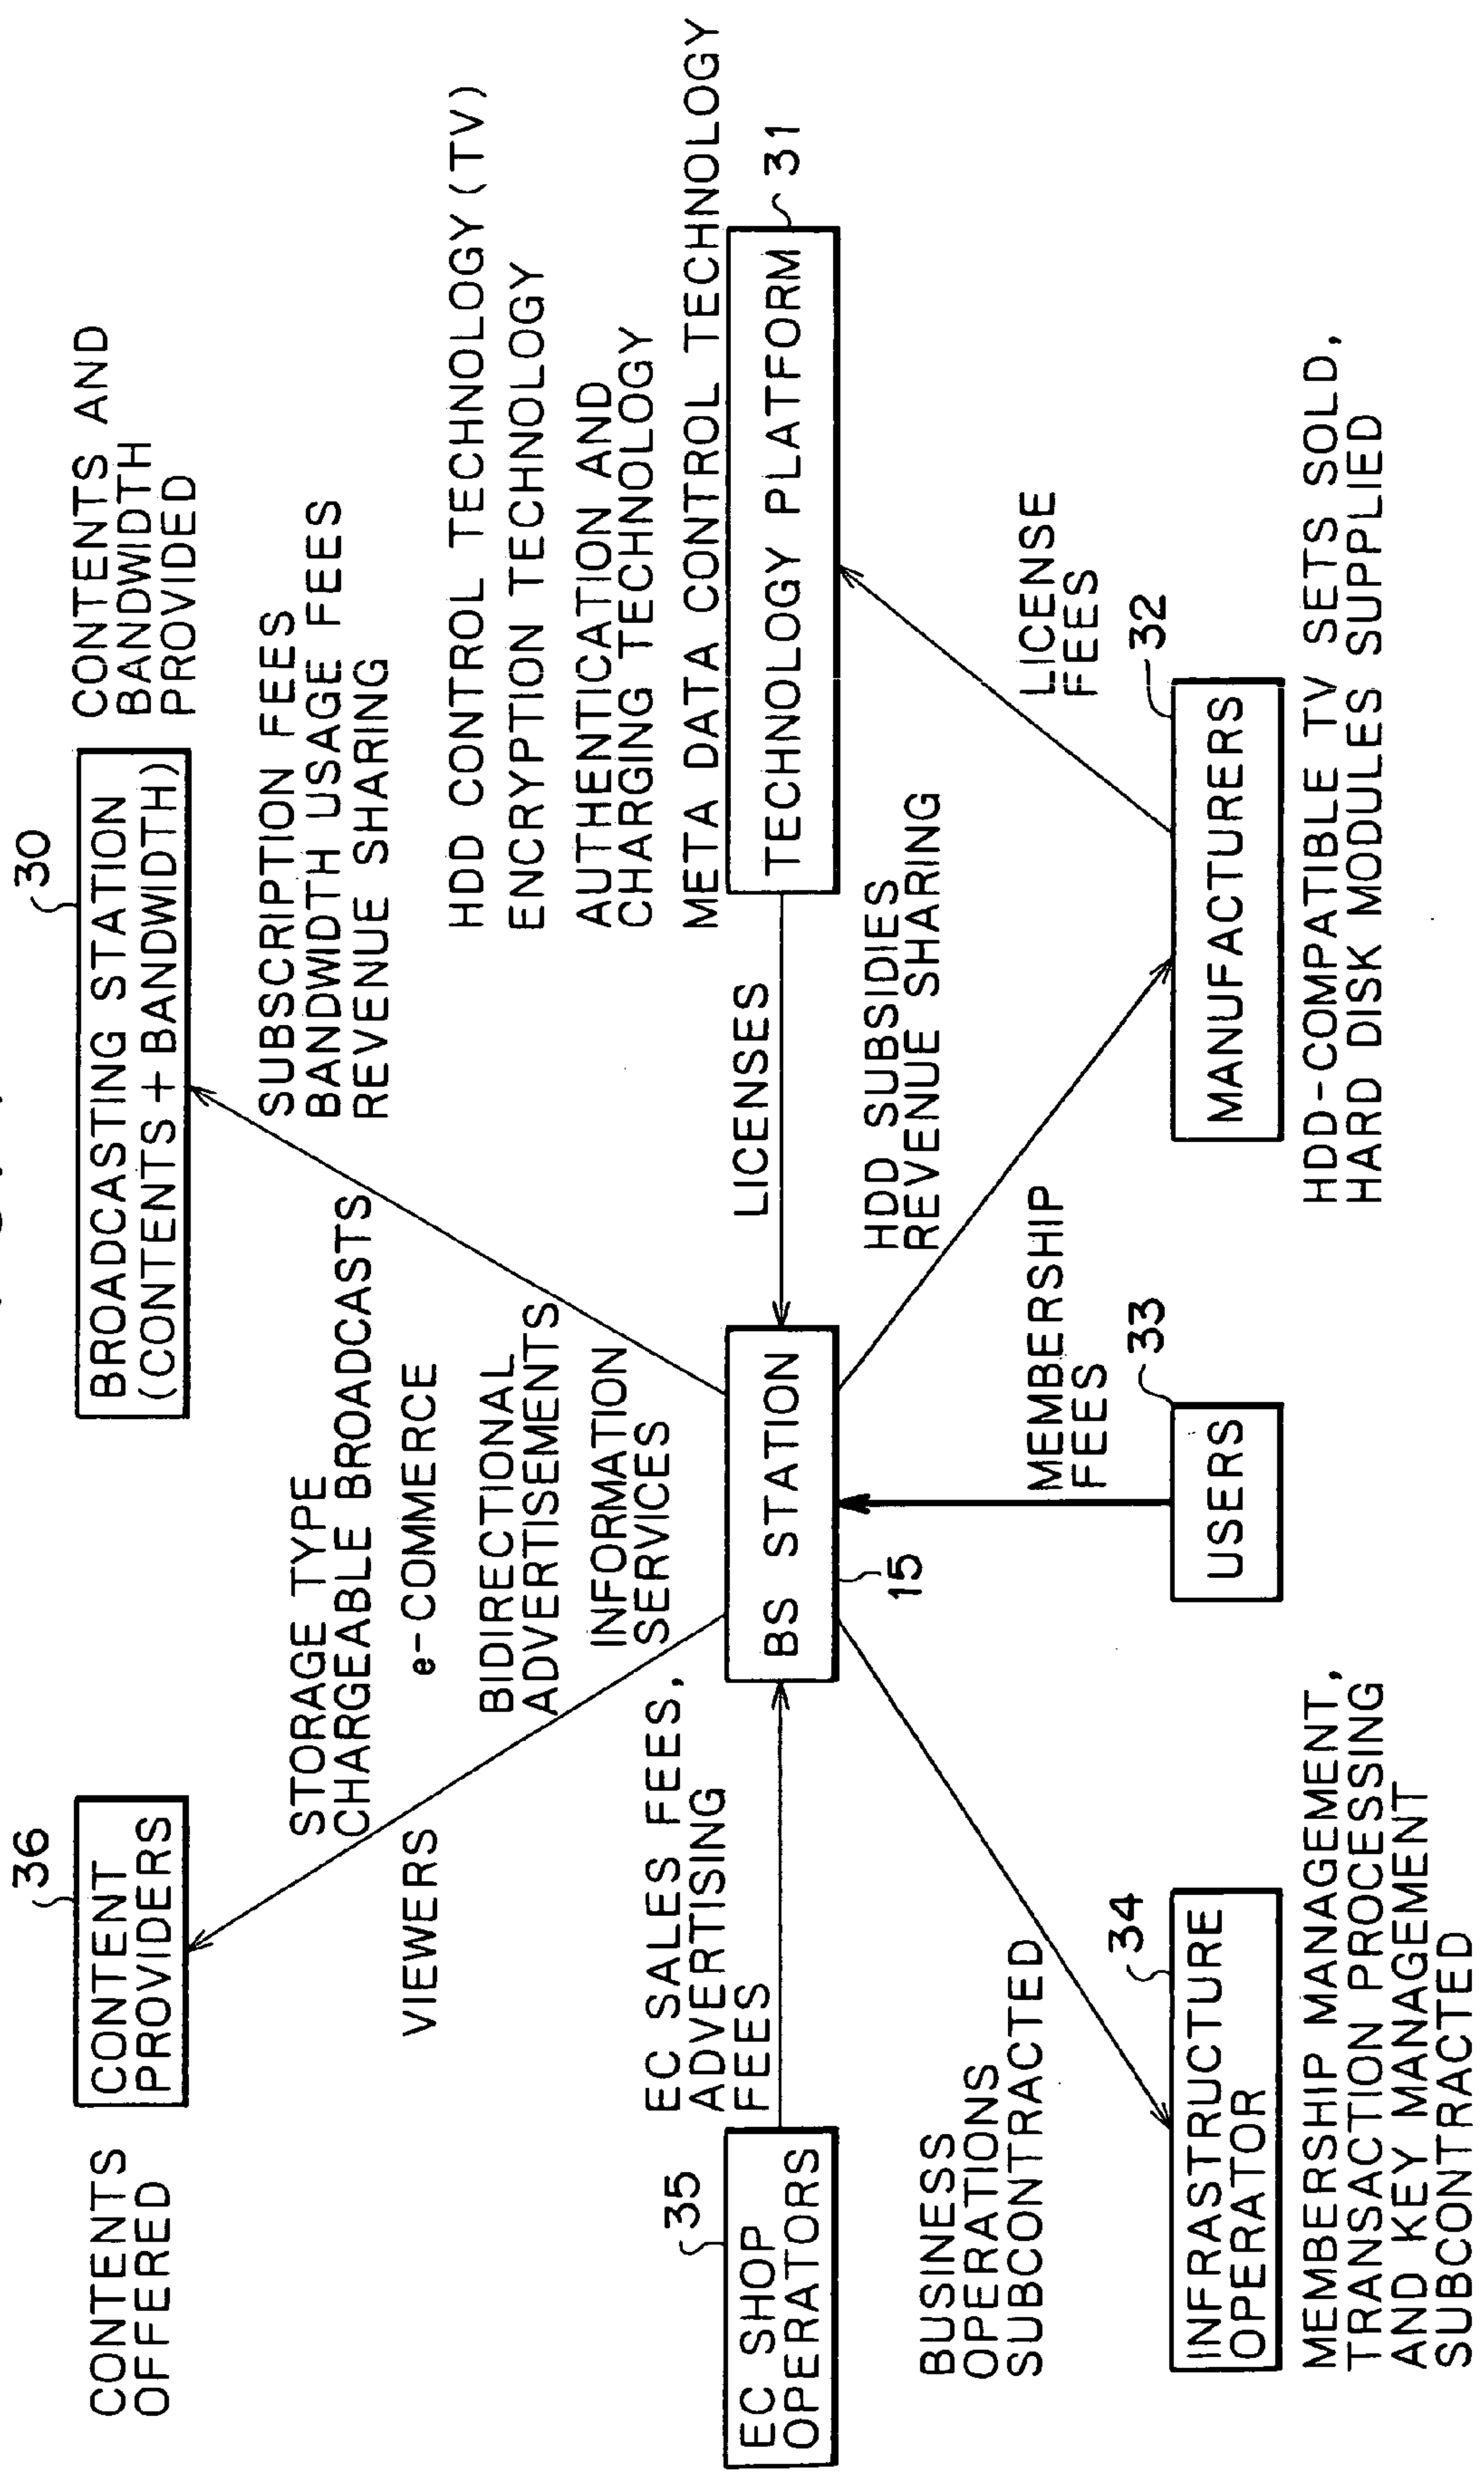 36
CONTENTS
OFFERED
CONTENT
PROVIDERS
30
BROADCASTING STATION
(CONTENTS + BANDWIDTH)
CONTENTS AND
BANDWIDTH
PROVIDED
STORAGE TYPE
CHARGEABLE BROADCASTS
SUBSCRIPTION FEES
BANDWIDTH USAGE FEES
REVENUE SHARING
VIEWERS
e-COMMERCE
BIDIRECTIONAL
ADVERTISEMENTS
INFORMATION
SERVICES
HDD CONTROL TECHNOLOGY (TV)
ENCRYPTION TECHNOLOGY
AUTHENTICATION AND
CHARGING TECHNOLOGY
META DATA CONTROL TECHNOLOGY
35
EC SHOP
OPERATORS
EC SALES FEES,
ADVERTISING
FEES
BS STATION
15
LICENSES
TECHNOLOGY PLATFORM
31
BUSINESS
OPERATIONS
SUBCONTRACTED
MEMBERSHIP
FEES
HDD SUBSIDIES
REVENUE SHARING
LICENSE
FEES
34
INFRASTRUCTURE
OPERATOR
33
USERS
32
MANUFACTURERS
MEMBERSHIP MANAGEMENT,
TRANSACTION PROCESSING
AND KEY MANAGEMENT
SUBCONTRACTED
HDD-COMPATIBLE TV SETS SOLD,
HARD DISK MODULES SUPPLIED